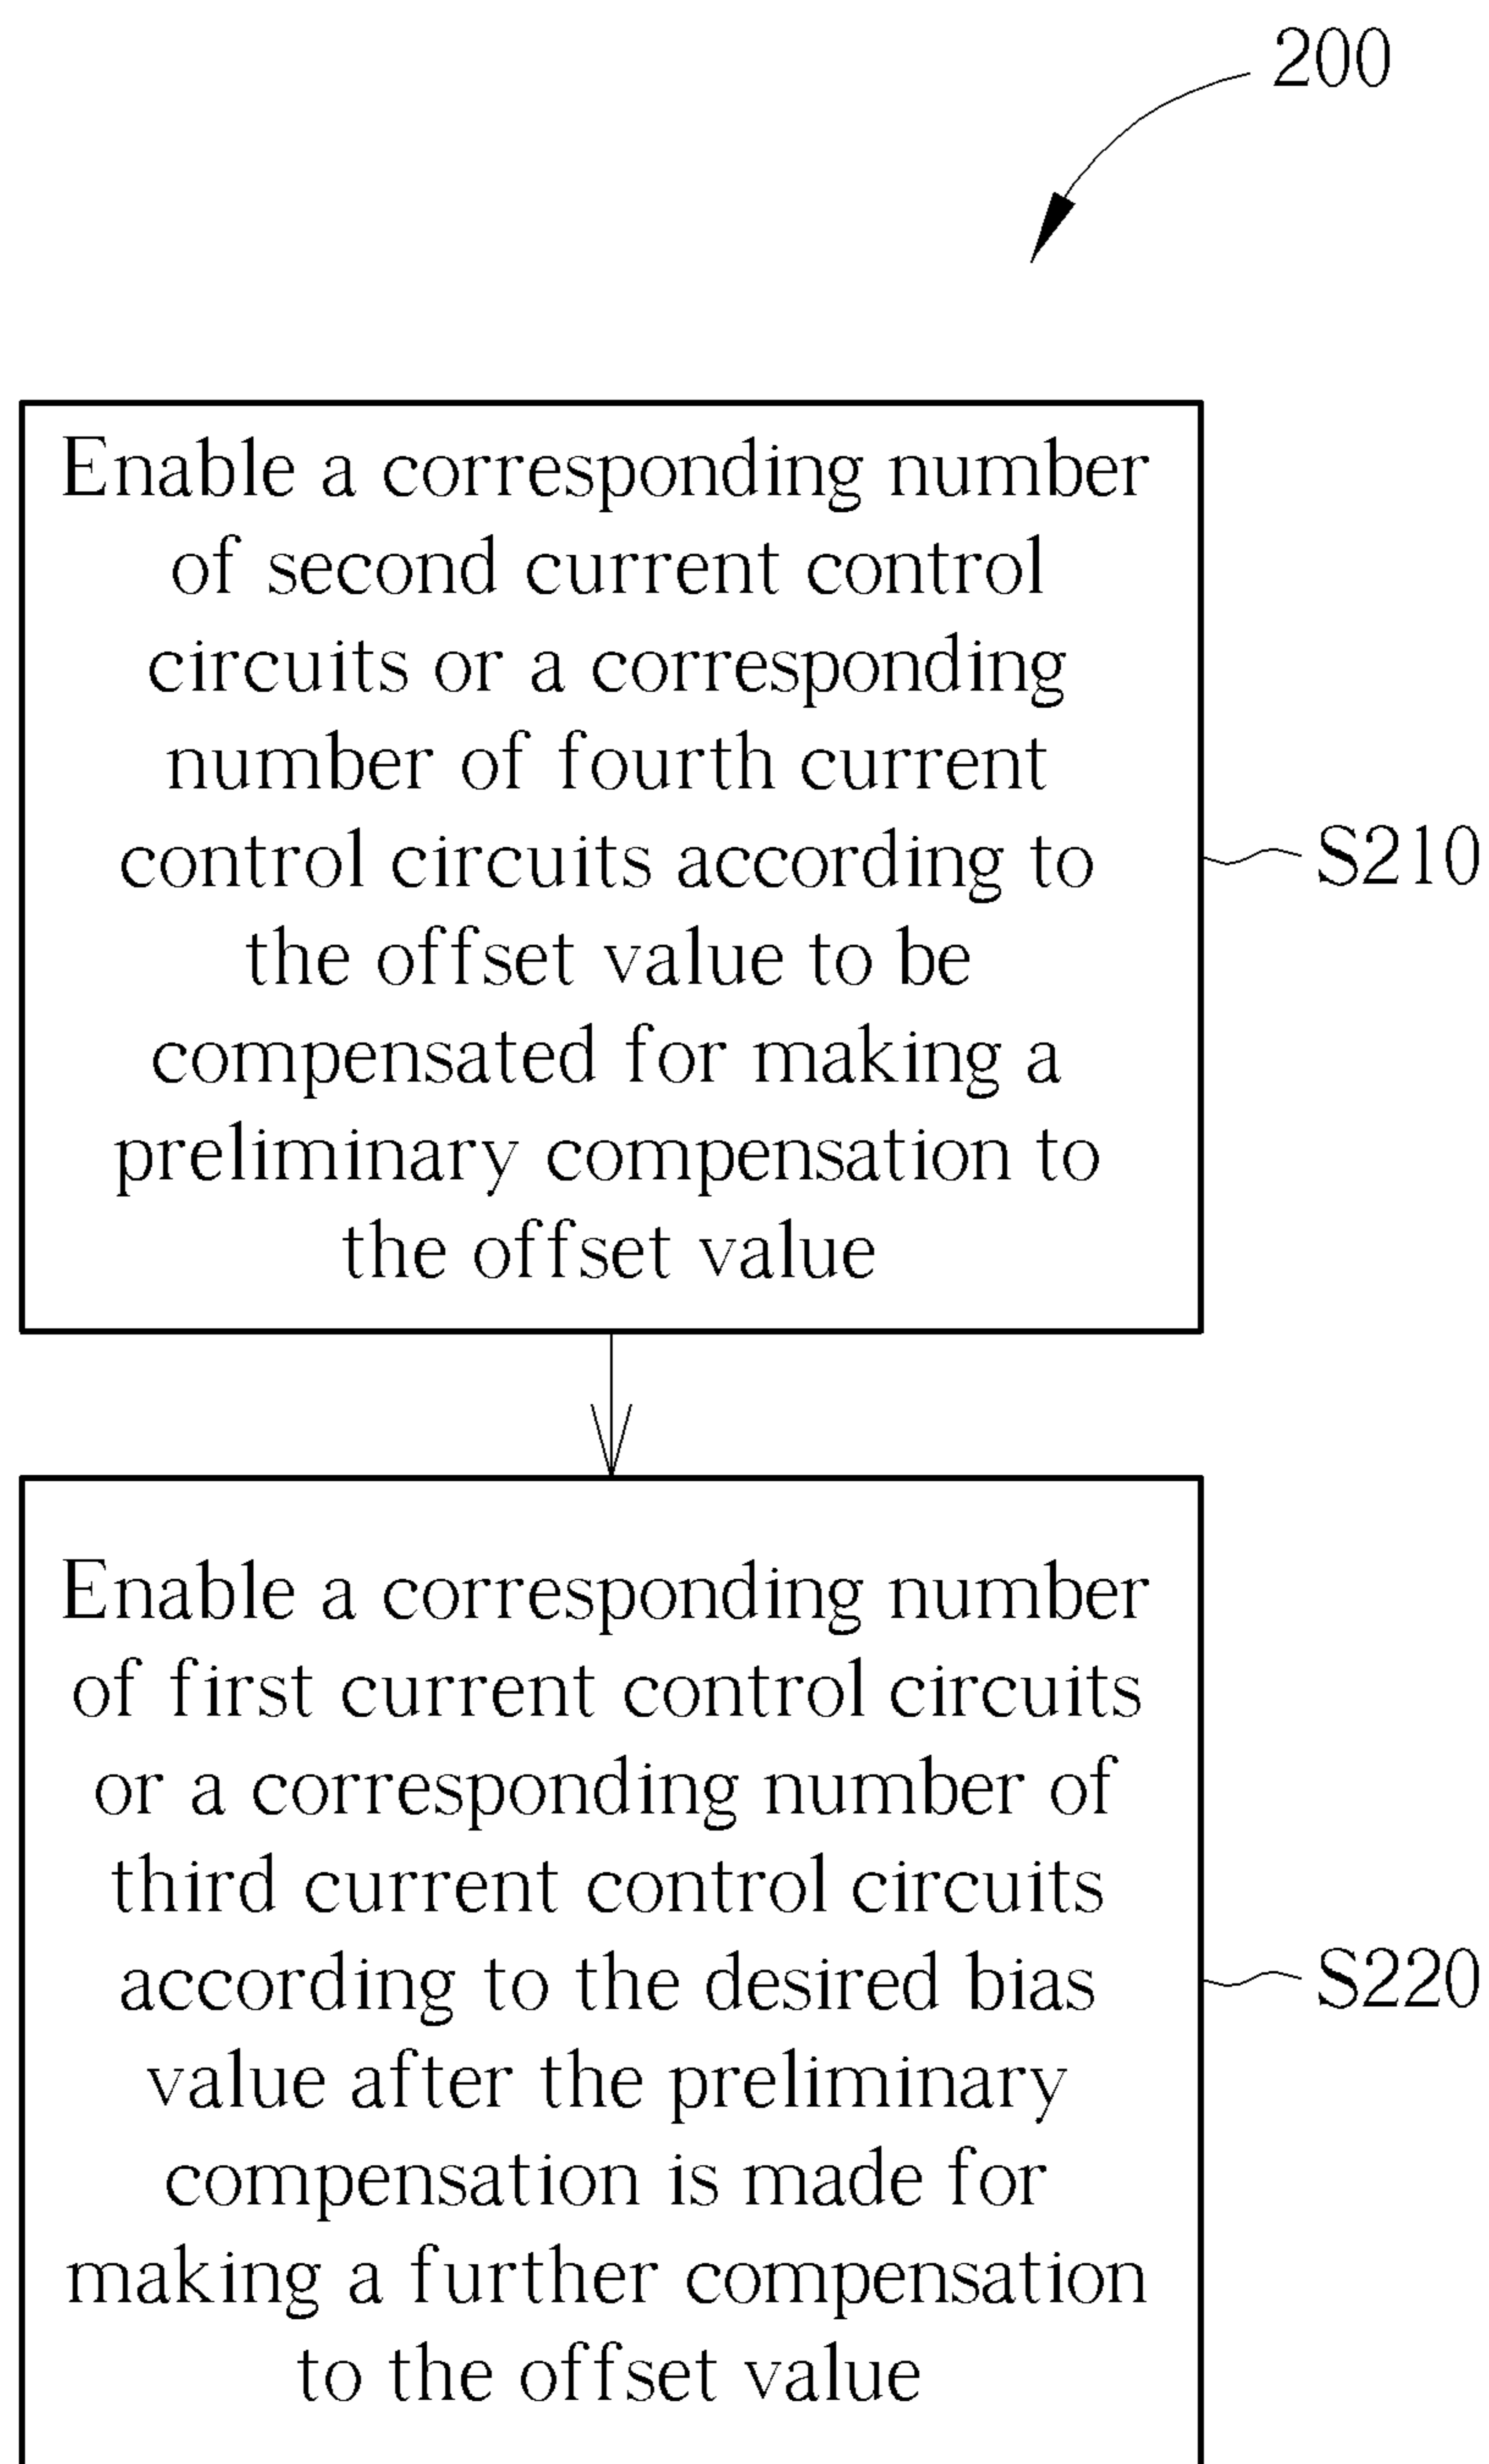 200
Enable a corresponding number
of second current control
circuits or a corresponding
number of fourth current
control circuits according to
the offset value to be
compensated for making a
preliminary compensation to
the offset value
S210
Enable a corresponding number
of first current control circuits
or a corresponding number of
third current control circuits
according to the desired bias
value after the preliminary
compensation is made for
making a further compensation
to the offset value
S220